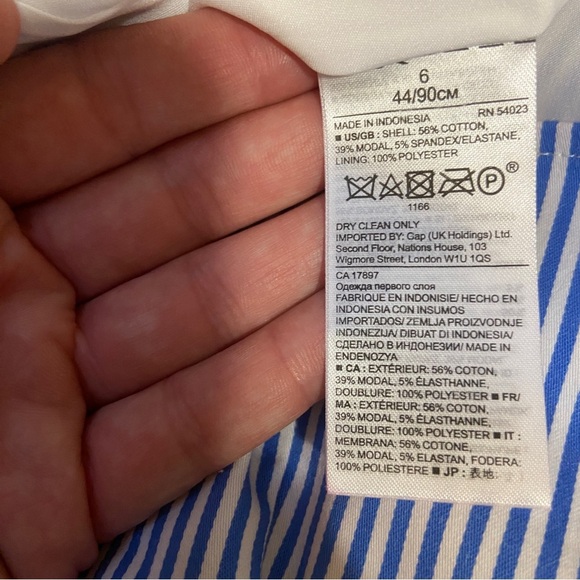 6
44/90CM
MADE IN INDONESIA RN 54023
■ US/GB : SHELL: 56% COTTON,
39% MODAL, 5% SPANDEX/ELASTANE.
LINING: 100% POLYESTER
P ®
1166
DRY CLEAN ONLY
IMPORTED BY: Gap (UK Holdings) Ltd.
Second Floor, Nations House, 103
Wigmore Street, London W1U 1QS
CA 17897
Одежда первого слоя
FABRIQUE EN INDONISIE/ HECHO EN
INDONESIA CON INSUMOS
IMPORTADOS/ ZEMLJA PROIZVODNJE
INDONEZIJA/ DIBUAT DI INDONESIA/
СДЕЛАНО В ИНДОНЕЗИИ/ MADE IN
ENDENOZYA
■ CA : EXTÉRIEUR: 56% COTON,
39% MODAL, 5% ÉLASTHANNE,
DOUBLURE: 100% POLYESTER ■ FR/
MA : EXTÉRIEUR: 56% COTON,
39% MODAL, 5% ÉLASTHANNE,
DOUBLURE: 100% POLYESTER ■ IT :
MEMBRANA: 56% COTONE,
39% MODAL, 5% ELASTAN, FODERA:
100% POLIESTERE ■ JP : 表地: